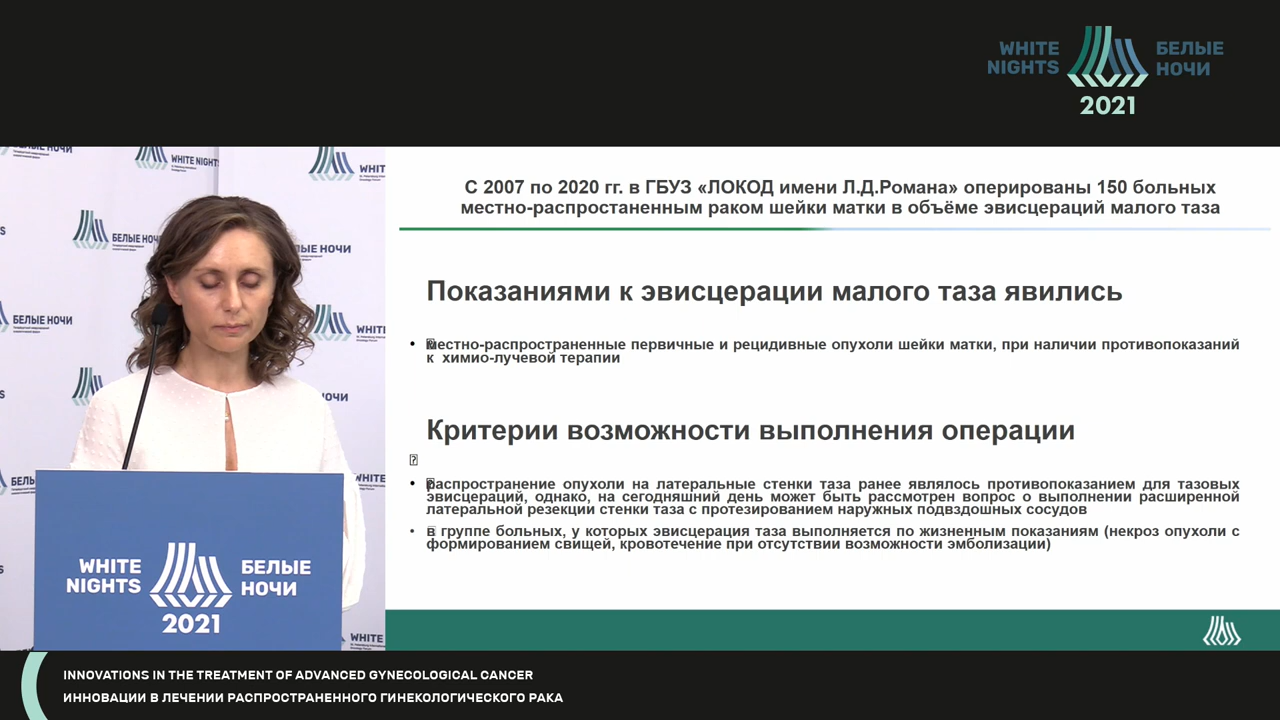 WHITE
NIGHTS
БЕЛЫЕ
НОЧИ
2021
С 2007 по 2020 гг. в ГБУЗ «ЛОКОД имени Л.Д.Романа» оперированы 150 больных
местно-распростаненным раком шейки матки в объёме эвисцераций малого таза
Показаниями к эвисцерации малого таза явились
• местно-распространенные первичные и рецидивные опухоли шейки матки, при наличии противопоказаний
к химио-лучевой терапии
Критерии возможности выполнения операции
• распространение опухоли на латеральные стенки таза ранее являлось противопоказанием для тазовых
эвисцераций, однако, на сегодняшний день может быть рассмотрен вопрос о выполнении расширенной
латеральной резекции стенки таза с протезированием наружных подвздошных сосудов
• в группе больных, у которых эвисцерация таза выполняется по жизненным показаниям (некроз опухоли с
формированием свищей, кровотечение при отсутствии возможности эмболизации)
WHITE NIGHTS
БЕЛЫЕ НОЧИ
WHITE
NIGHTS
БЕЛЫЕ
НОЧИ
2021
INNOVATIONS IN THE TREATMENT OF ADVANCED GYNECOLOGICAL CANCER
ИННОВАЦИИ В ЛЕЧЕНИИ РАСПРОСТРАНЕННОГО ГИНЕКОЛОГИЧЕСКОГО РАКА